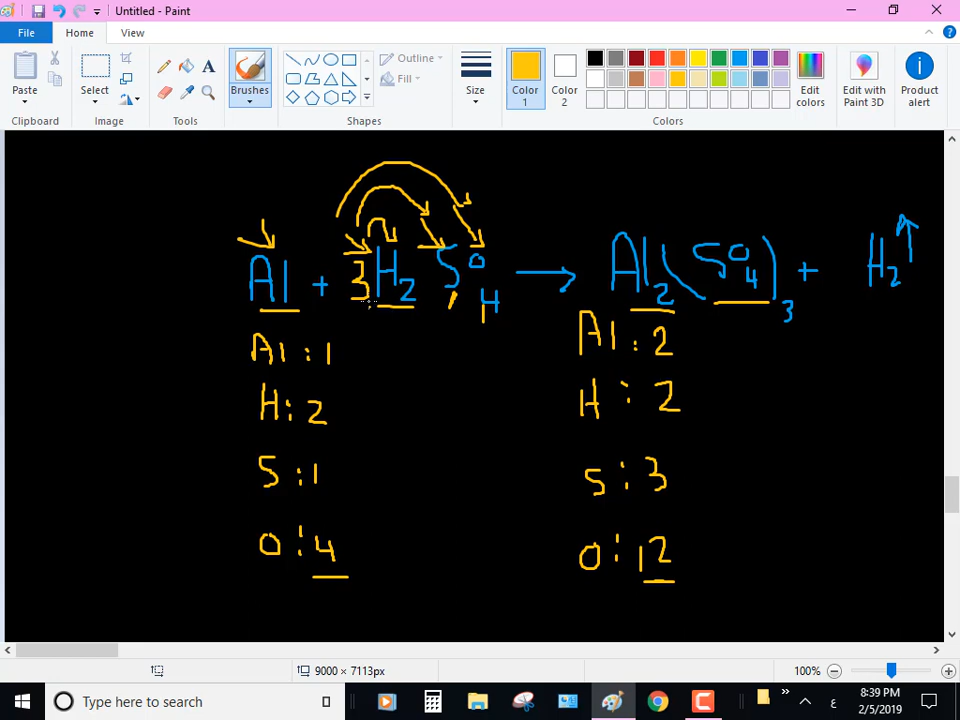 Untitled - Paint
File Home View
Paste Select Brushes Outline Fill Size Color 1 Color 2 Edit colors Edit with Paint 3D Product alert
Image Tools Shapes Colors
Al + 3H2SO4 → Al2(SO4)3 + H2↑
Al : 1 Al : 2
H : 2 H : 2
S : 1 S : 3
O : 4 O : 12
9000 × 7113px 100%
Type here to search 8:39 PM
ع
2/5/2019